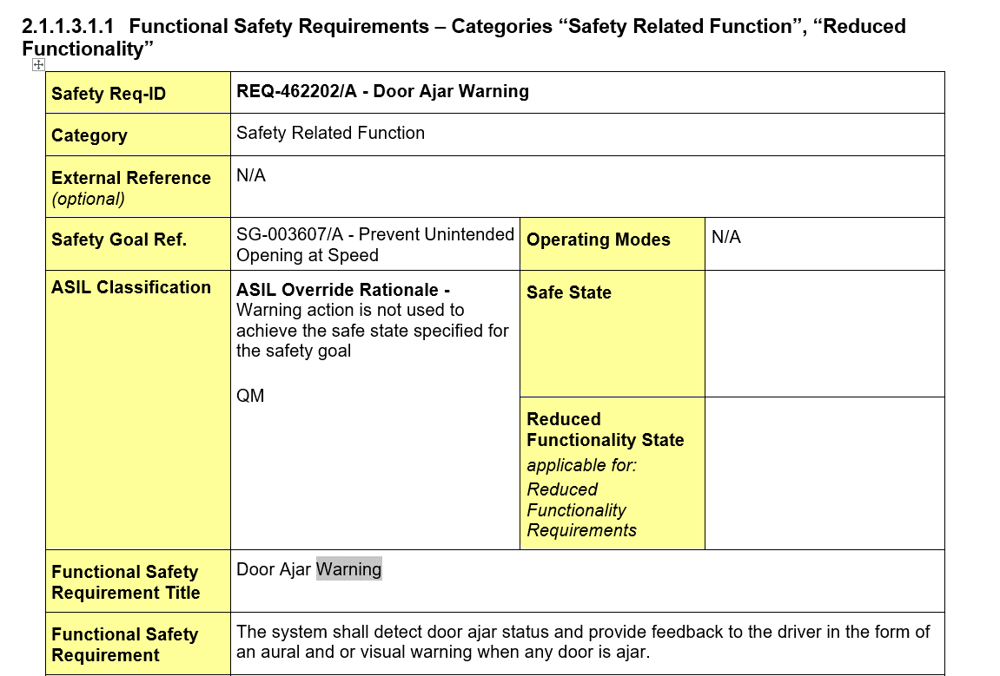 2.1.1.3.1.1 Functional Safety Requirements – Categories “Safety Related Function”, “Reduced
Functionality”
Safety Req-ID
REQ-462202/A - Door Ajar Warning
Category
Safety Related Function
External Reference
(optional)
N/A
Safety Goal Ref.
SG-003607/A - Prevent Unintended
Opening at Speed
Operating Modes
N/A
ASIL Classification
ASIL Override Rationale -
Warning action is not used to
achieve the safe state specified for
the safety goal
QM
Safe State
Reduced
Functionality State
applicable for:
Reduced
Functionality
Requirements
Functional Safety
Requirement Title
Door Ajar Warning
Functional Safety
Requirement
The system shall detect door ajar status and provide feedback to the driver in the form of
an aural and or visual warning when any door is ajar.